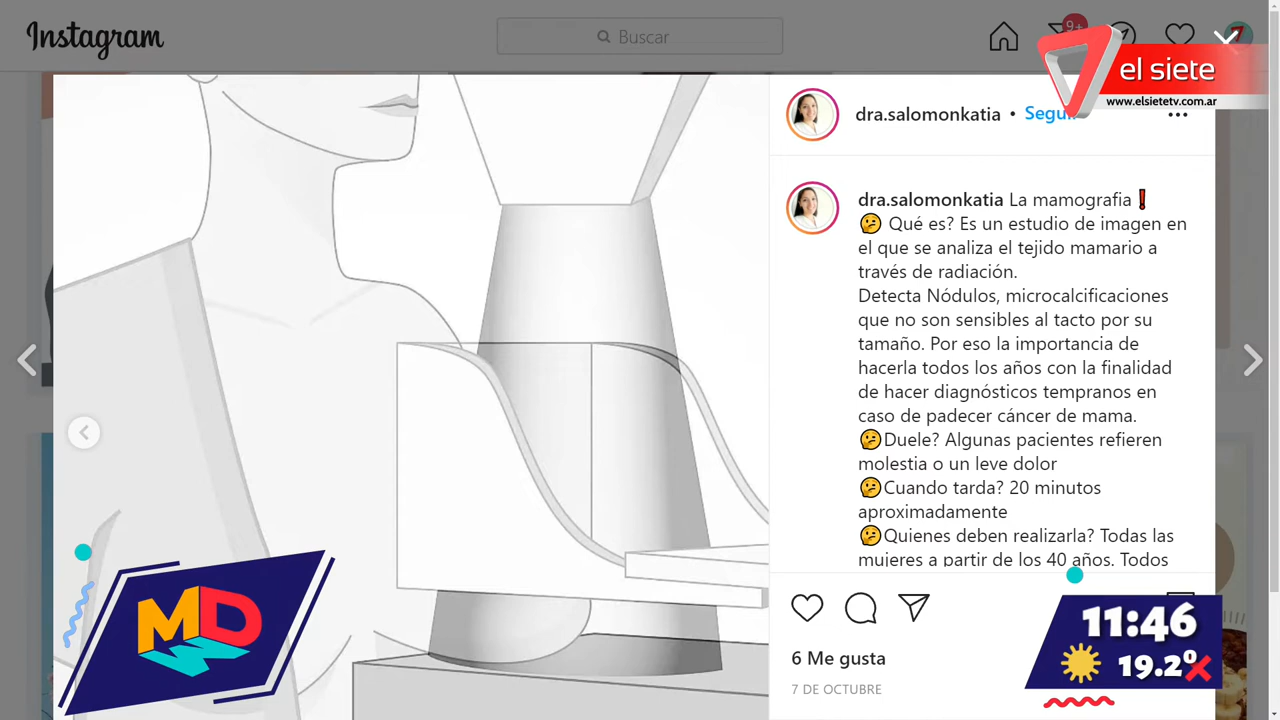 Instagram
Buscar
9+
7
el siete
www.elsietetv.com.ar
dra.salomonkatia •
dra.salomonkatia La mamografia❗
🤔 Qué es? Es un estudio de imagen en
el que se analiza el tejido mamario a
través de radiación.
Detecta Nódulos, microcalcificaciones
que no son sensibles al tacto por su
tamaño. Por eso la importancia de
hacerla todos los años con la finalidad
de hacer diagnósticos tempranos en
caso de padecer cáncer de mama.
🤔Duele? Algunas pacientes refieren
molestia o un leve dolor
🤔Cuando tarda? 20 minutos
aproximadamente
🤔Quienes deben realizarla? Todas las
mujeres a partir de los 40 años. Todos
6 Me gusta
7 DE OCTUBRE
MD
11:46
19.2º